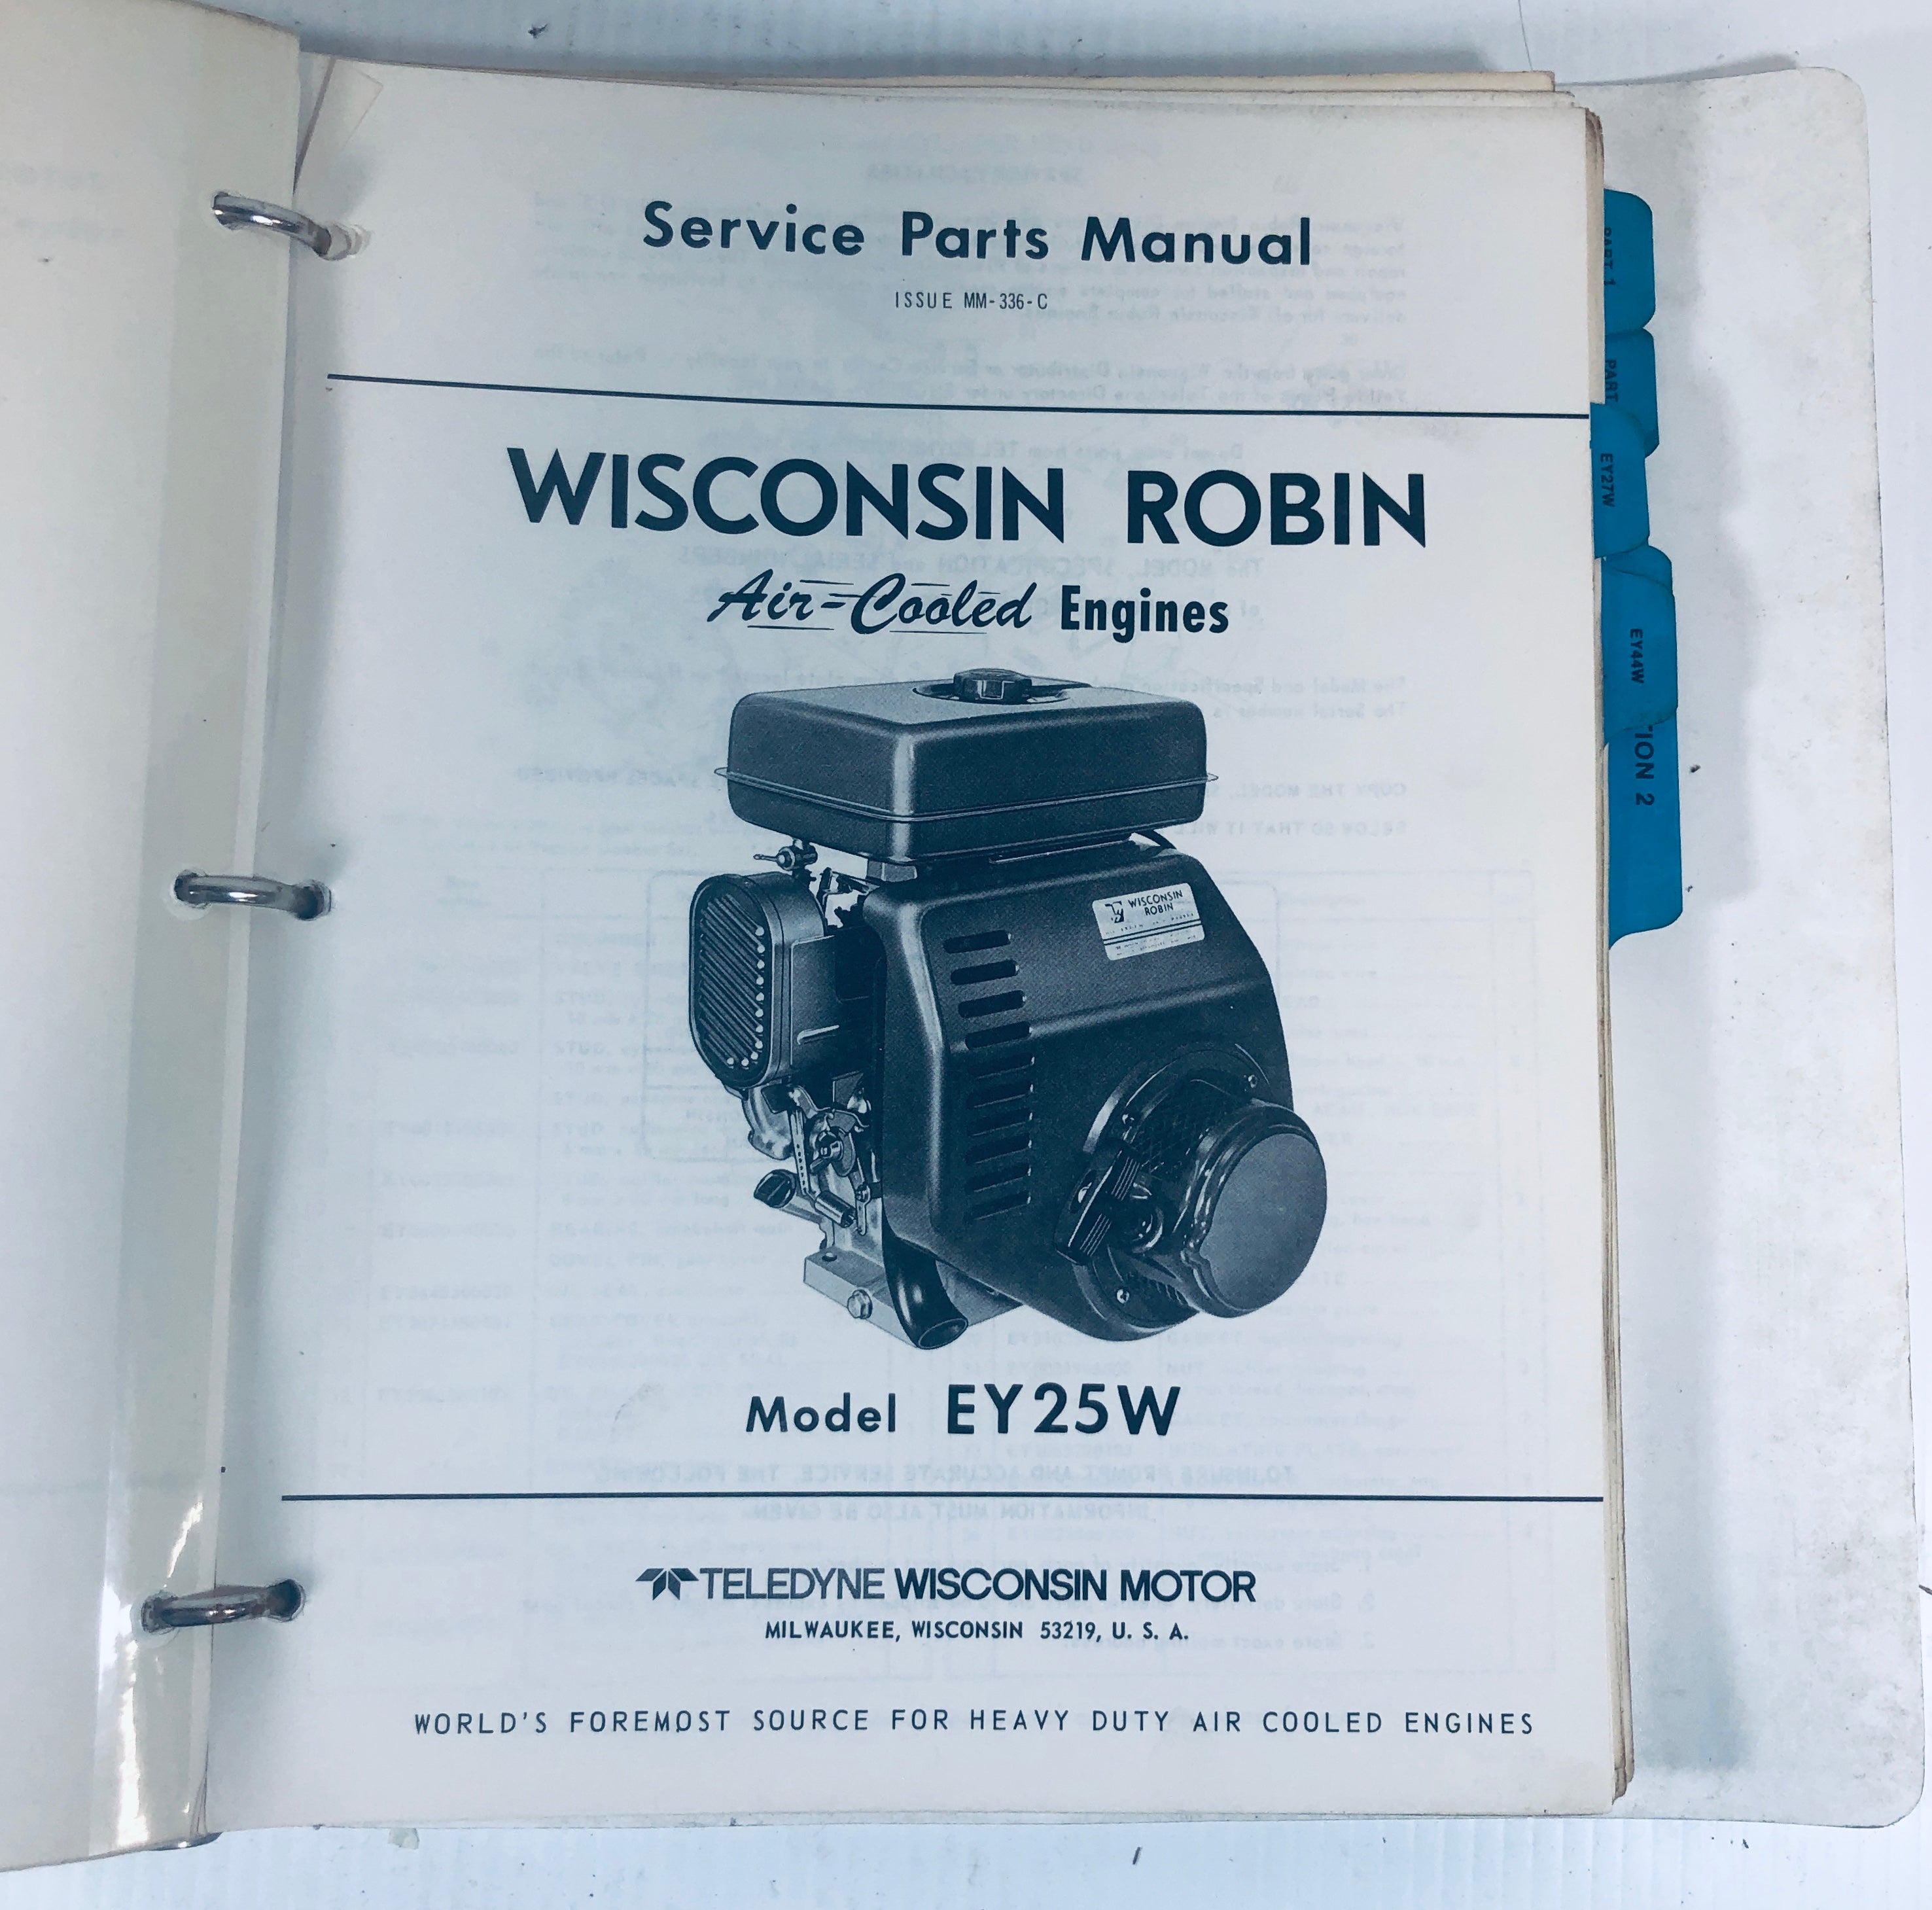 Service Parts Manual
ISSUE MM-336-C
WISCONSIN ROBIN
Air-Cooled Engines
WISCONSIN
ROBIN
Model EY25W
TELEDYNE WISCONSIN MOTOR
MILWAUKEE, WISCONSIN 53219, U. S. A.
WORLD'S FOREMOST SOURCE FOR HEAVY DUTY AIR COOLED ENGINES
PART 1
PART
EY27W
EY44W
TION 2